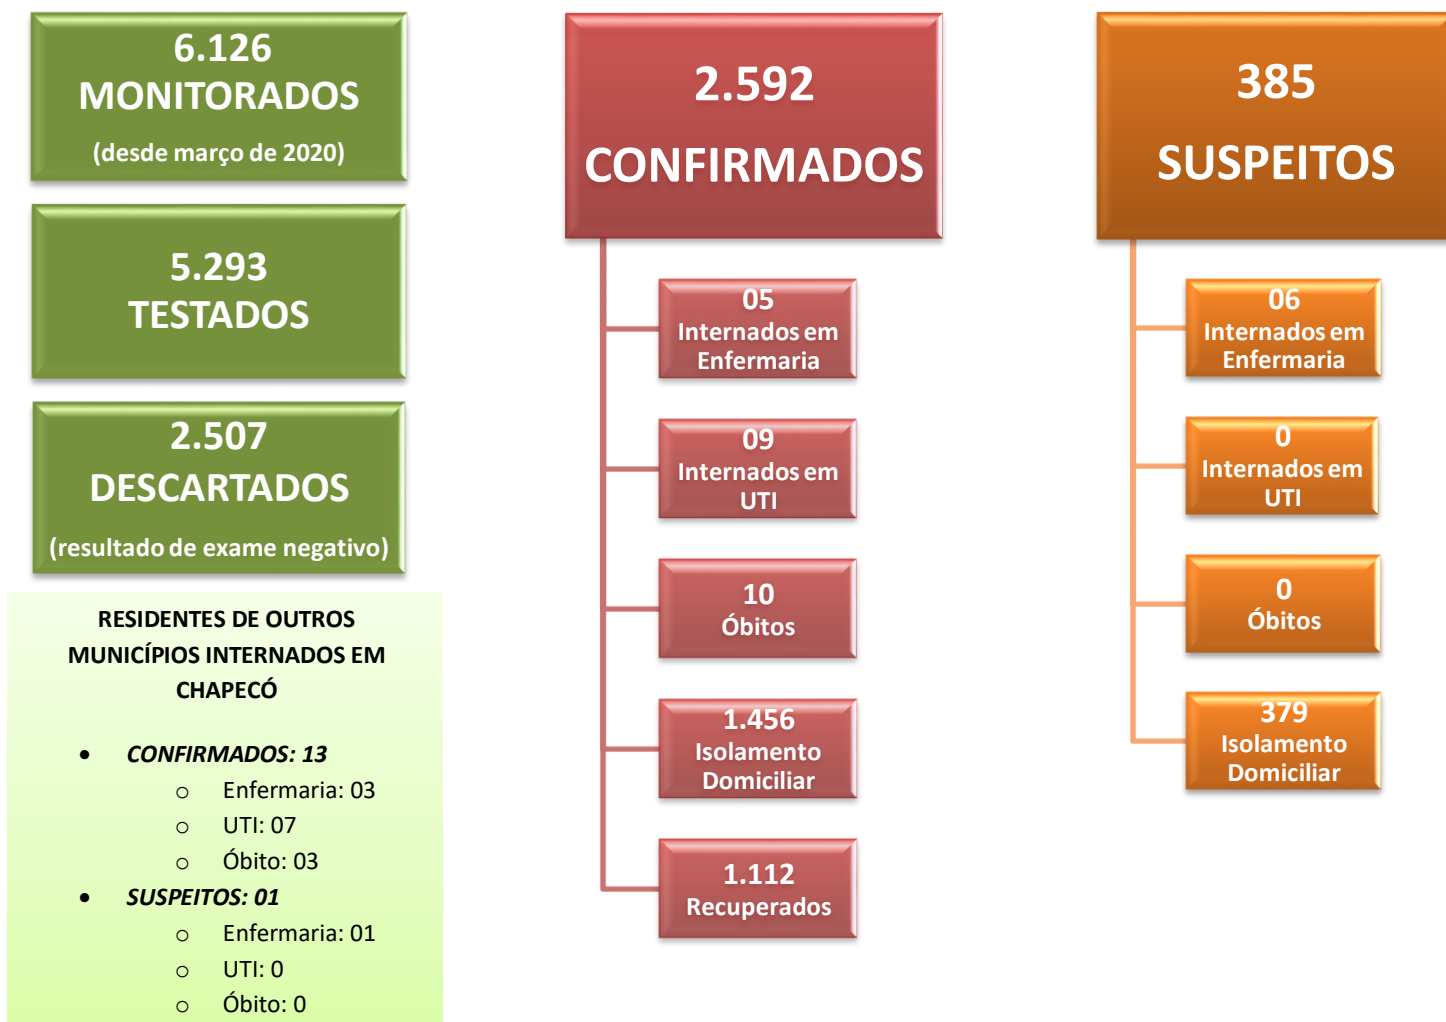 6.126
MONITORADOS
(desde março de 2020)
5.293
TESTADOS
2.507
DESCARTADOS
(resultado de exame negativo)
RESIDENTES DE OUTROS
MUNICÍPIOS INTERNADOS EM
CHAPECÓ
• CONFIRMADOS: 13
o Enfermaria: 03
o UTI: 07
o Óbito: 03
• SUSPEITOS: 01
o Enfermaria: 01
o UTI: 0
o Óbito: 0
2.592
CONFIRMADOS
05
Internados em
Enfermaria
09
Internados em
UTI
10
Óbitos
1.456
Isolamento
Domiciliar
1.112
Recuperados
385
SUSPEITOS
06
Internados em
Enfermaria
0
Internados em
UTI
0
Óbitos
379
Isolamento
Domiciliar